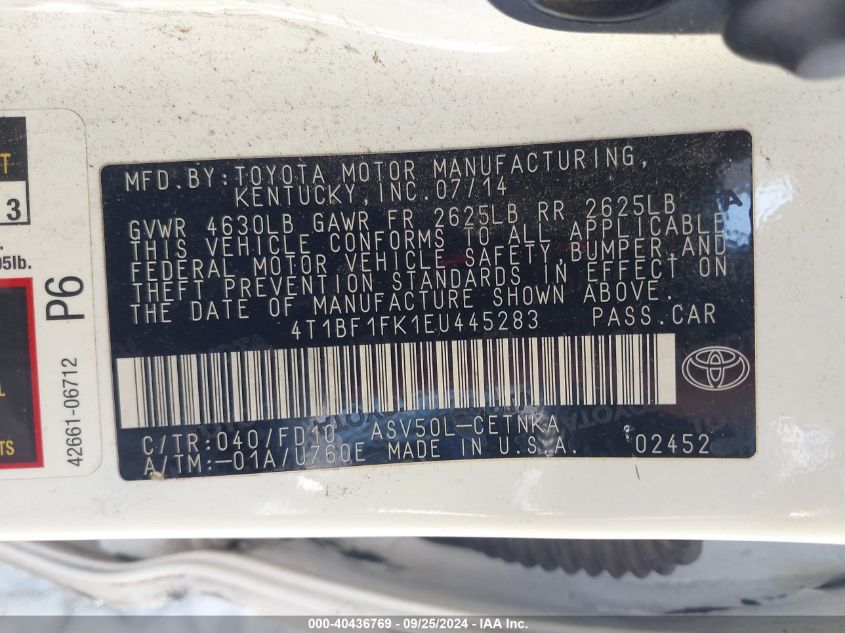 T
3
.
05lb.
L
TS
P6
42661-06712
MFD.BY:TOYOTA MOTOR MANUFACTURING,
KENTUCKY,INC.07/14
GVWR 4630LB GAWR FR 2625LB RR 2625LB
THIS VEHICLE CONFORMS TO ALL APPLICABLE
FEDERAL MOTOR VEHICLE SAFETY,BUMPER,AND
THEFT PREVENTION STANDARDS IN EFFECT ON
THE DATE OF MANUFACTURE SHOWN ABOVE.
4T1BF1FK1EU445283 PASS.CAR
C/TR:040/FD10 ASV50L-CETNKA
A/TM:-01A/U760E MADE IN U.S.A. 02452
000-40436769 - 09/25/2024 - IAA Inc.